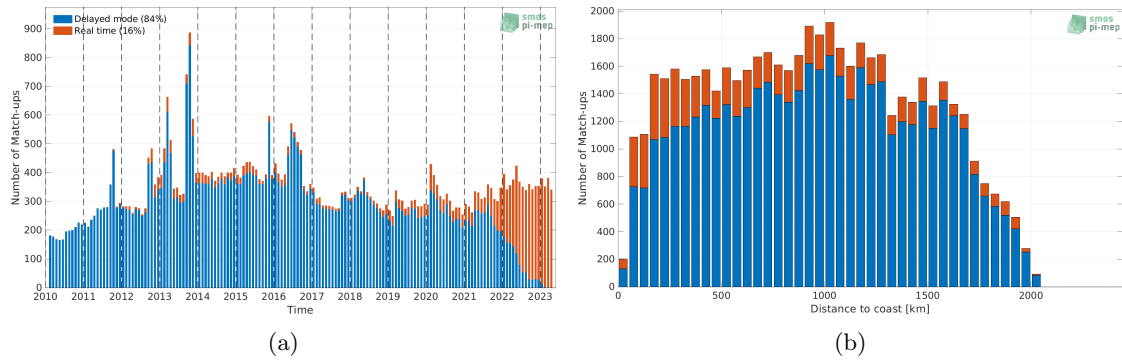 Delayed mode (84%)
Real time (16%)
smos
pi-mep
900
800
700
600
500
400
300
200
100
0
Number of Match-ups
2010 2011 2012 2013 2014 2015 2016 2017 2018 2019 2020 2021 2022 2023
Time
(a)
smos
pi-mep
2000
1800
1600
1400
1200
1000
800
600
400
200
0
Number of Match-ups
0 500 1000 1500 2000
Distance to coast [km]
(b)